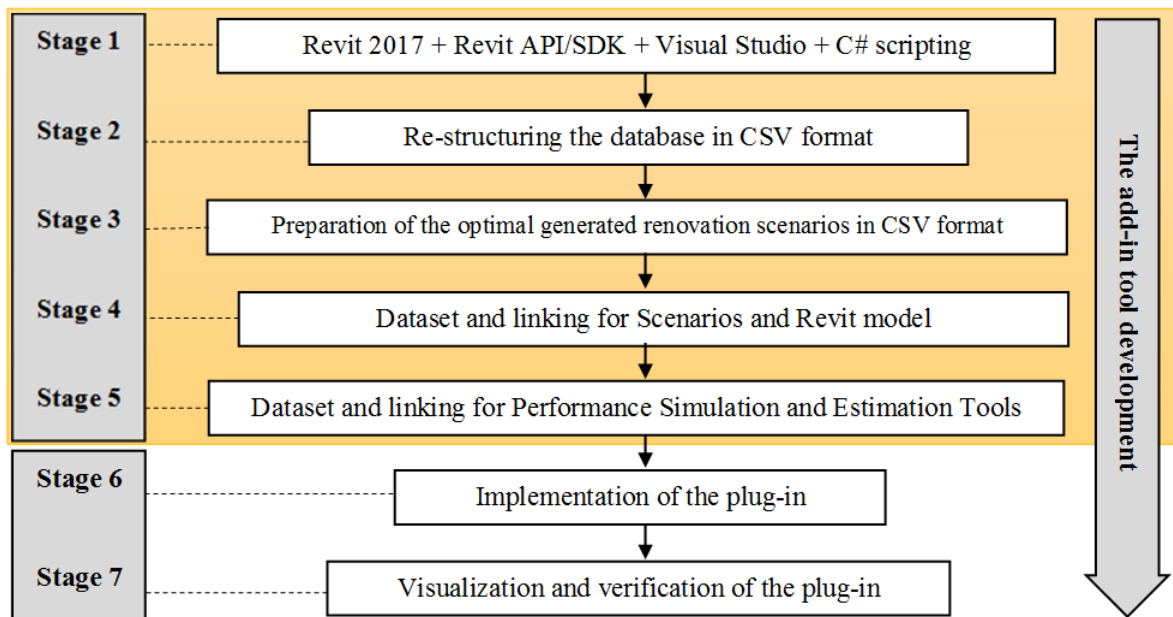 Stage 1
Revit 2017 + Revit API/SDK + Visual Studio + C# scripting
Stage 2
Re-structuring the database in CSV format
Stage 3
Preparation of the optimal generated renovation scenarios in CSV format
Stage 4
Dataset and linking for Scenarios and Revit model
Stage 5
Dataset and linking for Performance Simulation and Estimation Tools
Stage 6
Implementation of the plug-in
Stage 7
Visualization and verification of the plug-in
The add-in tool development